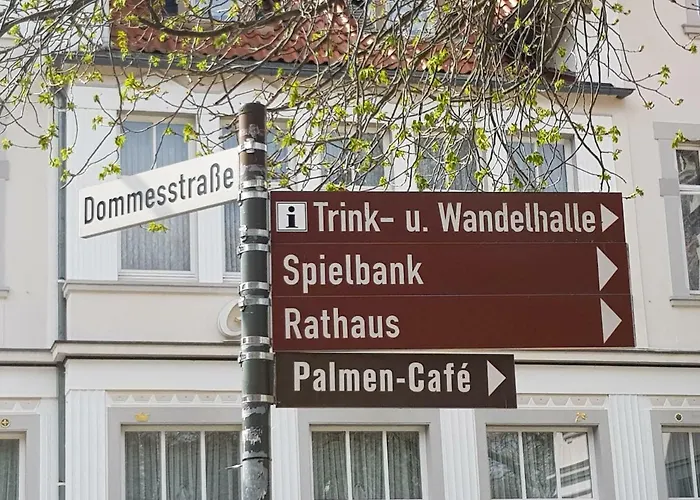 Dommesstraße
i Trink- u. Wandelhalle
Spielbank
Rathaus
Palmen-Café